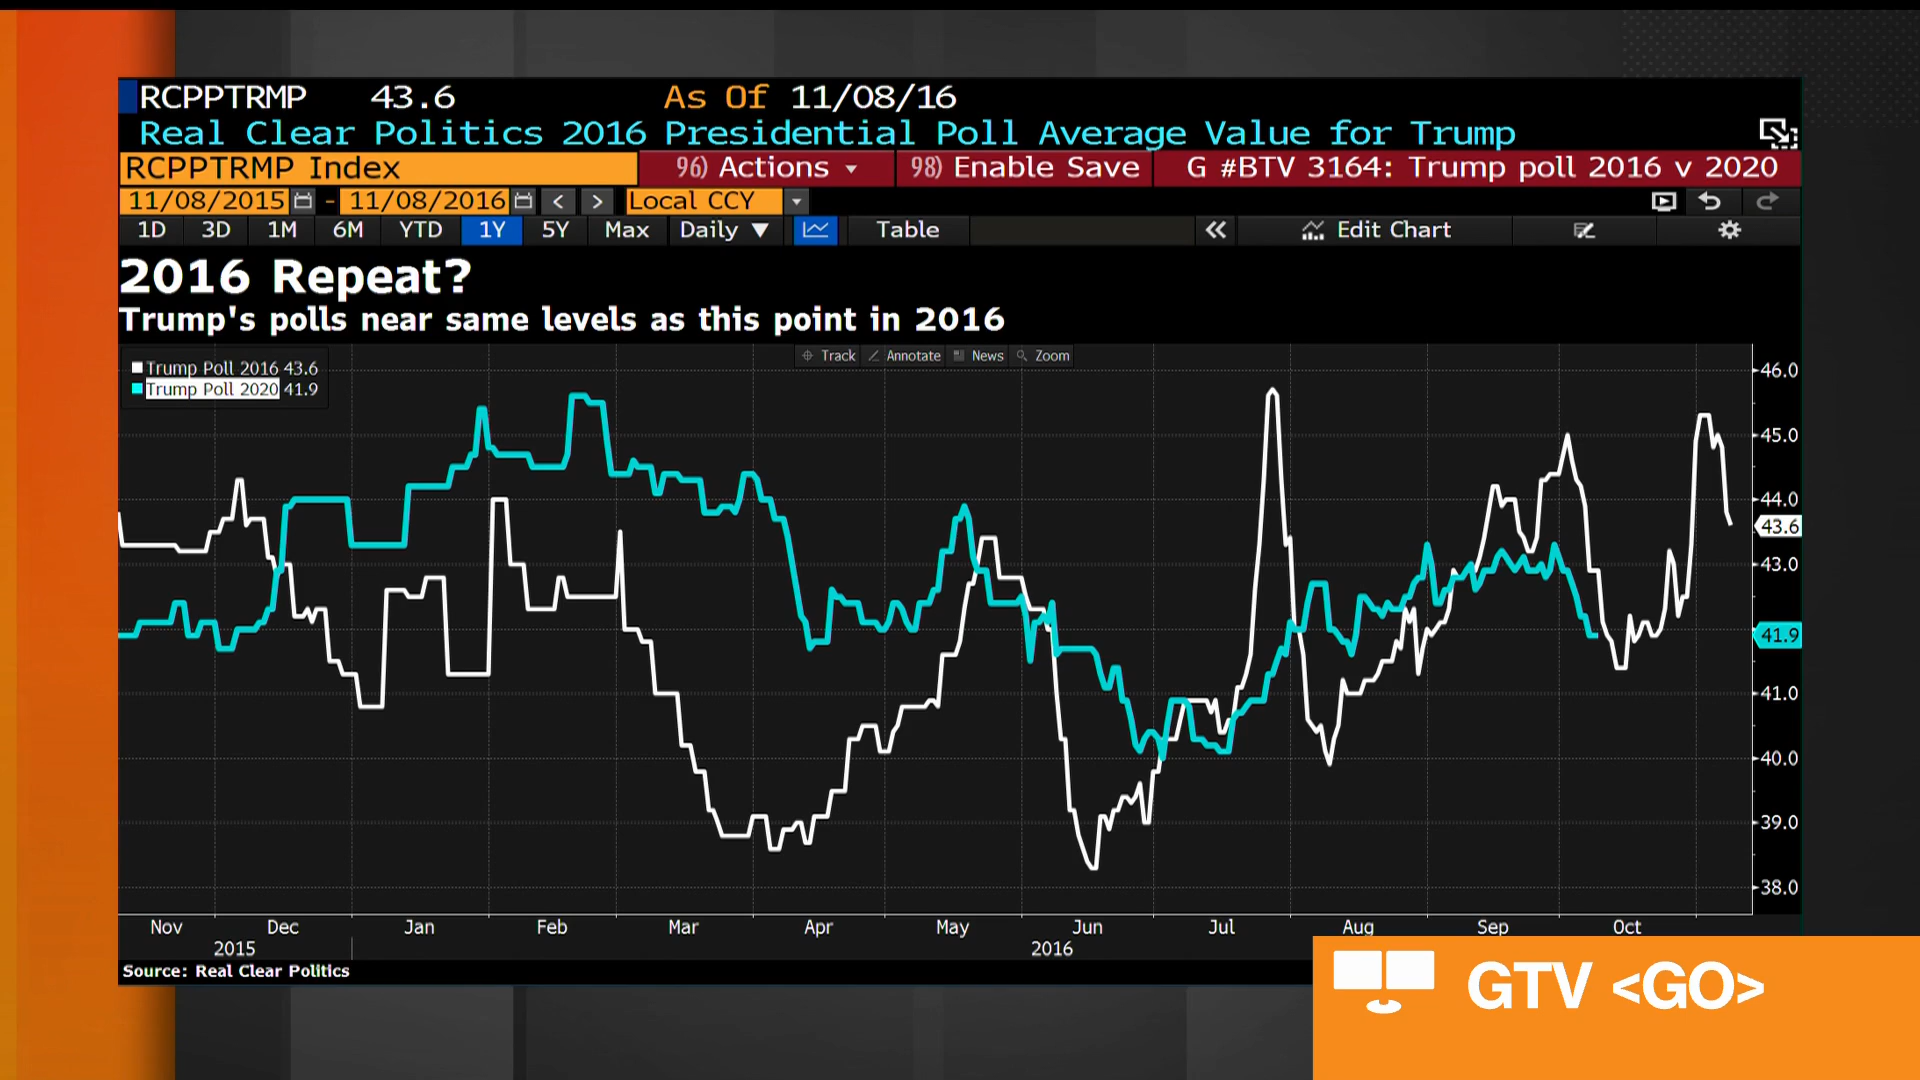 RCPPTRMP 43.6 As Of 11/08/16
Real Clear Politics 2016 Presidential Poll Average Value for Trump
RCPPTRMP Index 96) Actions 98) Enable Save G #BTV 3164: Trump poll 2016 v 2020
11/08/2015 - 11/08/2016 < > Local CCY
1D 3D 1M 6M YTD 1Y 5Y Max Daily ▼ Table « Edit Chart
2016 Repeat?
Trump's polls near same levels as this point in 2016
Track Annotate News Zoom
Trump Poll 2016 43.6
Trump Poll 2020 41.9
46.0
45.0
44.0
43.6
43.0
41.9
41.0
40.0
39.0
38.0
Nov Dec Jan Feb Mar Apr May Jun Jul Aug Sep Oct
2015 2016
Source: Real Clear Politics
GTV <GO>